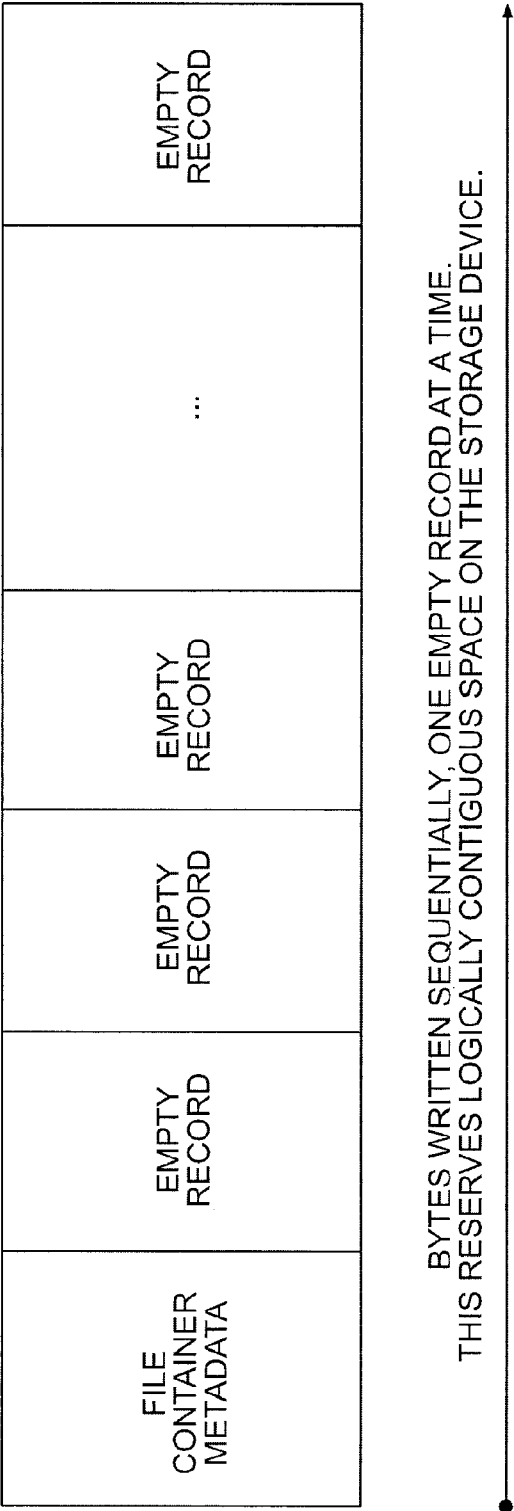 FILE
CONTAINER
METADATA
EMPTY
RECORD
EMPTY
RECORD
EMPTY
RECORD
...
EMPTY
RECORD
BYTES WRITTEN SEQUENTIALLY, ONE EMPTY RECORD AT A TIME.
THIS RESERVES LOGICALLY CONTIGUOUS SPACE ON THE STORAGE DEVICE.